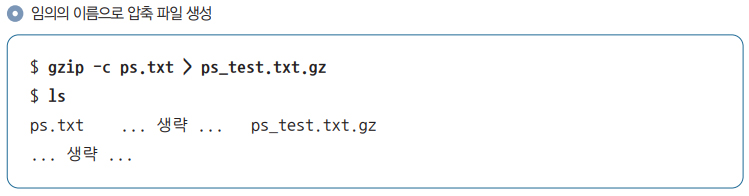 임의의 이름으로 압축 파일 생성
$ gzip -c ps.txt > ps_test.txt.gz
$ ls
ps.txt ... 생략 ... ps_test.txt.gz
... 생략 ...